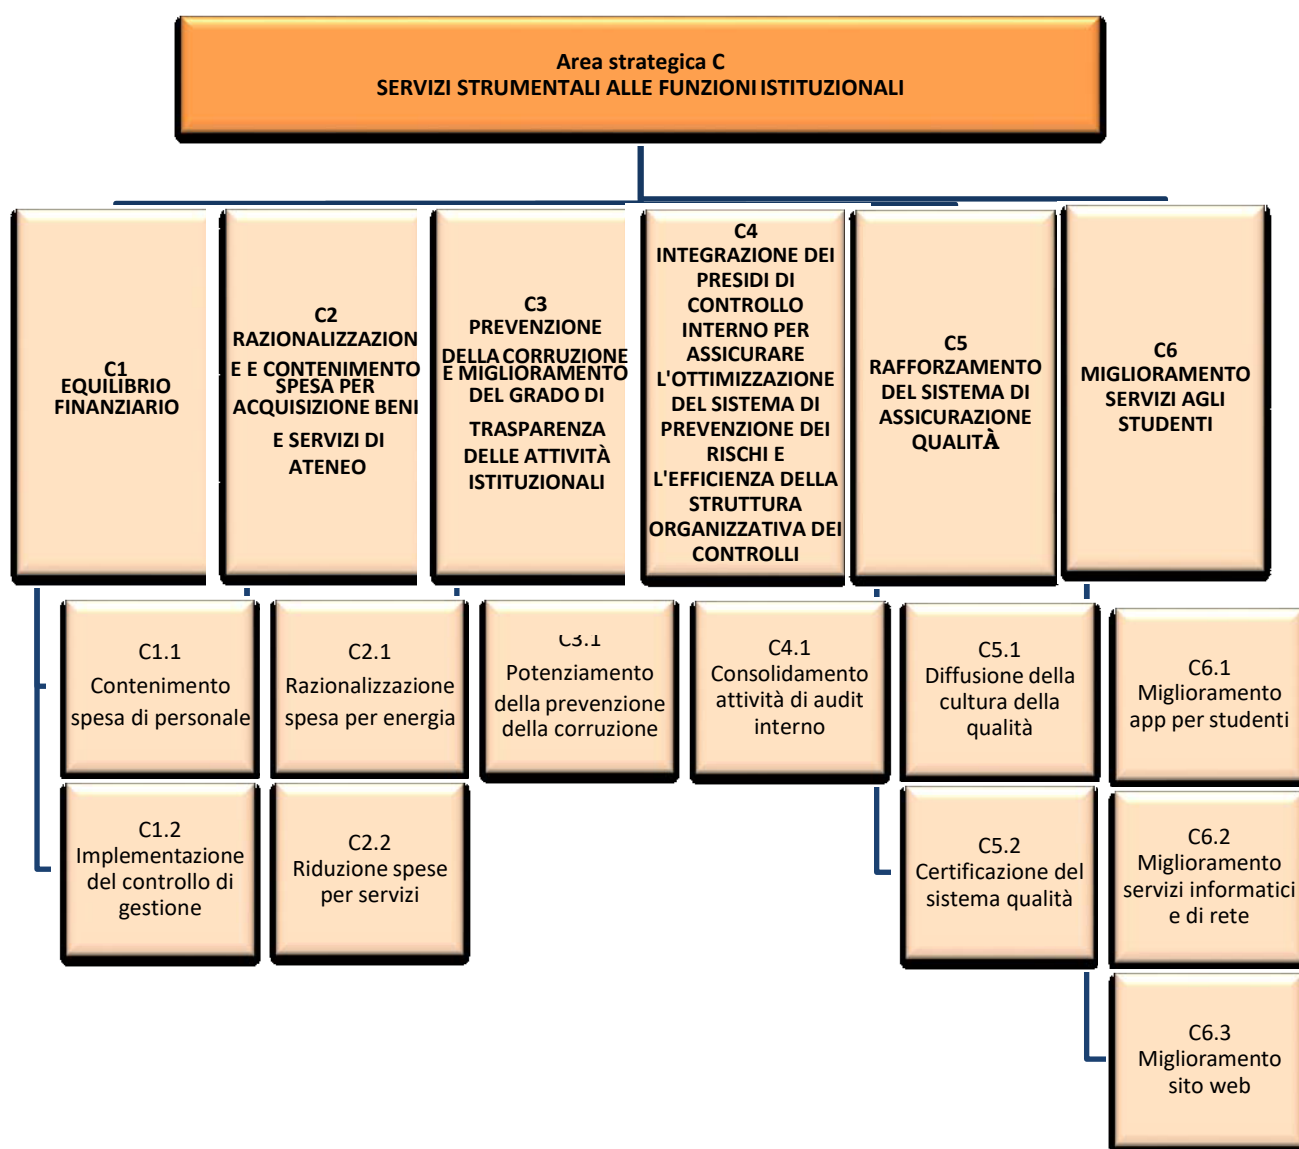 Area strategica C
SERVIZI STRUMENTALI ALLE FUNZIONI ISTITUZIONALI
C1
EQUILIBRIO
FINANZIARIO
C2
RAZIONALIZZAZION
E E CONTENIMENTO
SPESA PER
ACQUISIZIONE BENI
E SERVIZI DI
ATENEO
C3
PREVENZIONE
DELLA CORRUZIONE
E MIGLIORAMENTO
DEL GRADO DI
TRASPARENZA
DELLE ATTIVITÀ
ISTITUZIONALI
C4
INTEGRAZIONE DEI
PRESIDI DI
CONTROLLO
INTERNO PER
ASSICURARE
L'OTTIMIZZAZIONE
DEL SISTEMA DI
PREVENZIONE DEI
RISCHI E
L'EFFICIENZA DELLA
STRUTTURA
ORGANIZZATIVA DEI
CONTROLLI
C5
RAFFORZAMENTO
DEL SISTEMA DI
ASSICURAZIONE
QUALITÀ
C6
MIGLIORAMENTO
SERVIZI AGLI
STUDENTI
C1.1
Contenimento
spesa di personale
C2.1
Razionalizzazione
spesa per energia
C3.1
Potenziamento
della prevenzione
della corruzione
C4.1
Consolidamento
attività di audit
interno
C5.1
Diffusione della
cultura della
qualità
C6.1
Miglioramento
app per studenti
C1.2
Implementazione
del controllo di
gestione
C2.2
Riduzione spese
per servizi
C5.2
Certificazione del
sistema qualità
C6.2
Miglioramento
servizi informatici
e di rete
C6.3
Miglioramento
sito web